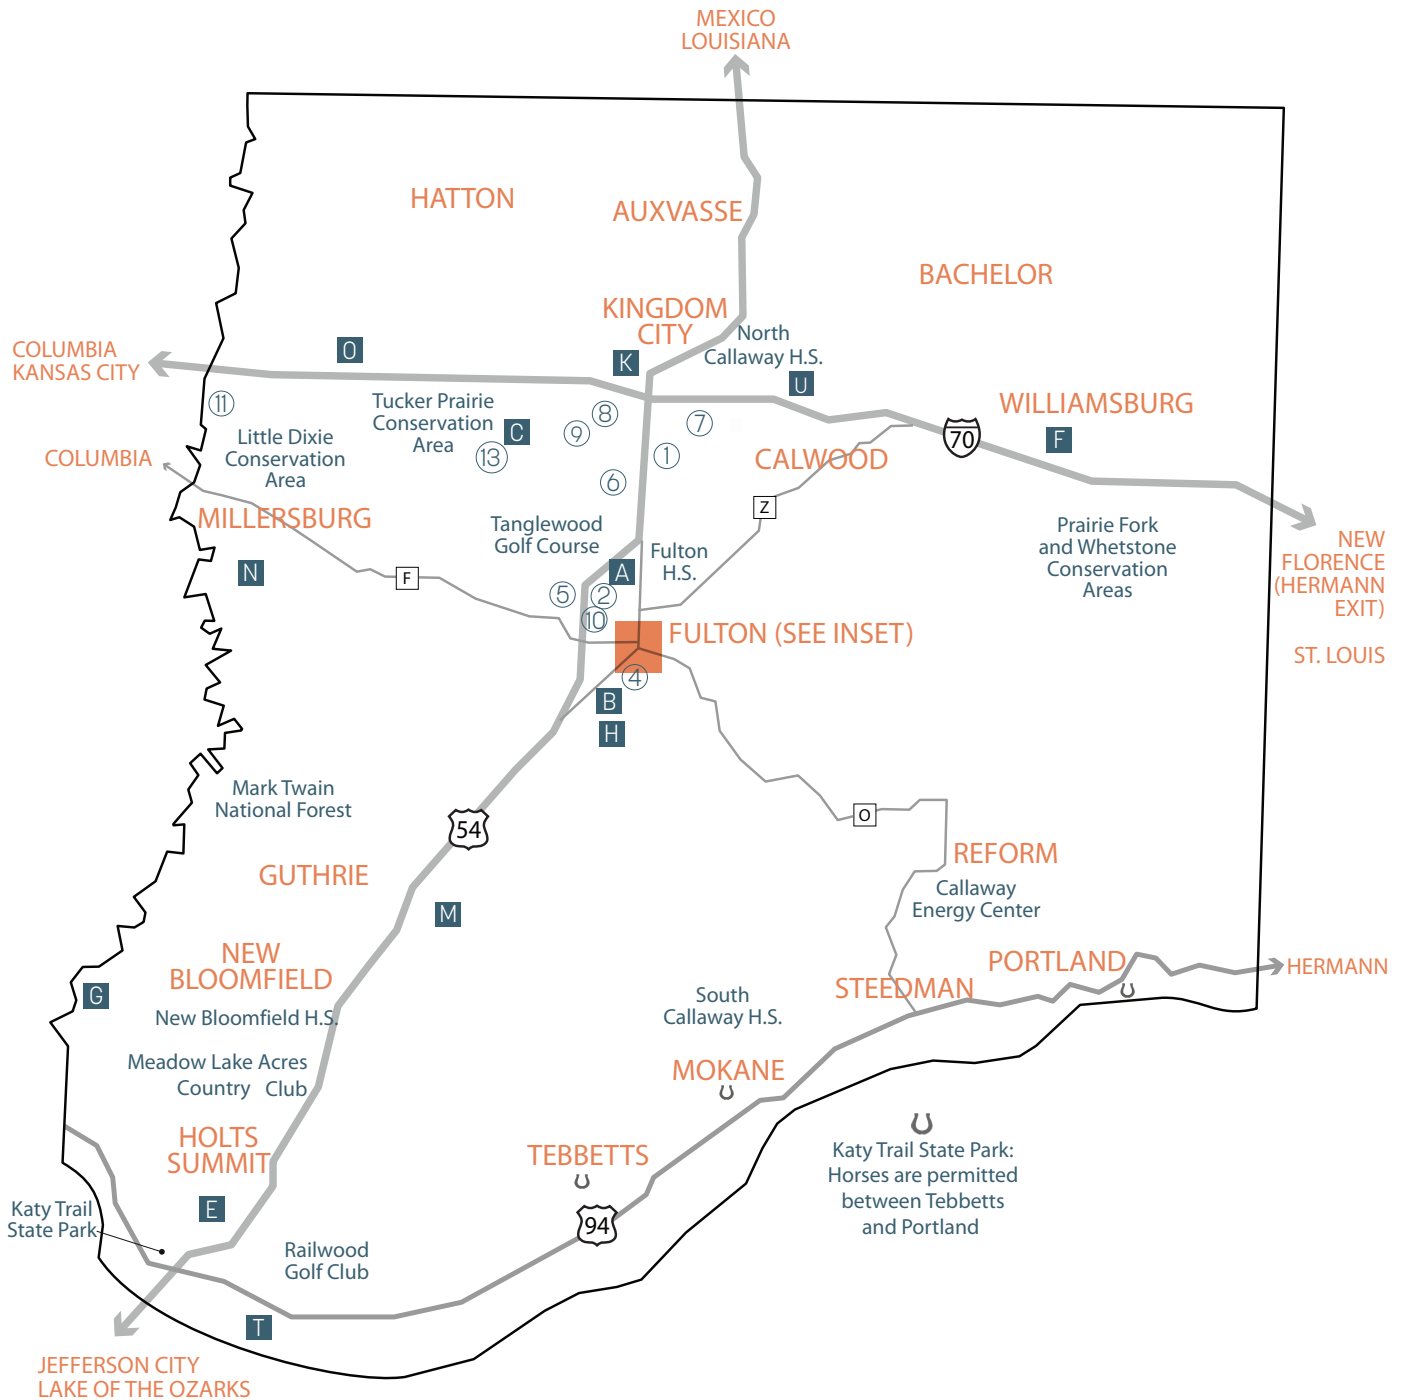 MEXICO
LOUISIANA
HATTON
AUXVASSE
BACHELOR
KINGDOM
CITY
North
Callaway H.S.
COLUMBIA
KANSAS CITY
O
K
U
11
Tucker Prairie
Conservation
Area
C
13
8
9
7
1
6
WILLIAMSBURG
F
70
CALWOOD
Little Dixie
Conservation
Area
COLUMBIA
MILLERSBURG
Z
Tanglewood
Golf Course
Fulton
H.S.
Prairie Fork
and Whetstone
Conservation
Areas
NEW
FLORENCE
(HERMANN
EXIT)
ST. LOUIS
N
F
A
5
2
10
FULTON (SEE INSET)
4
B
H
Mark Twain
National Forest
54
O
GUTHRIE
REFORM
Callaway
Energy Center
M
NEW
BLOOMFIELD
G
New Bloomfield H.S.
PORTLAND
HERMANN
STEEDMAN
South
Callaway H.S.
Meadow Lake Acres
Country Club
MOKANE
HOLTS
SUMMIT
TEBBETTS
Katy Trail State Park:
Horses are permitted
between Tebbetts
and Portland
Katy Trail
State Park
E
94
Railwood
Golf Club
T
JEFFERSON CITY
LAKE OF THE OZARKS